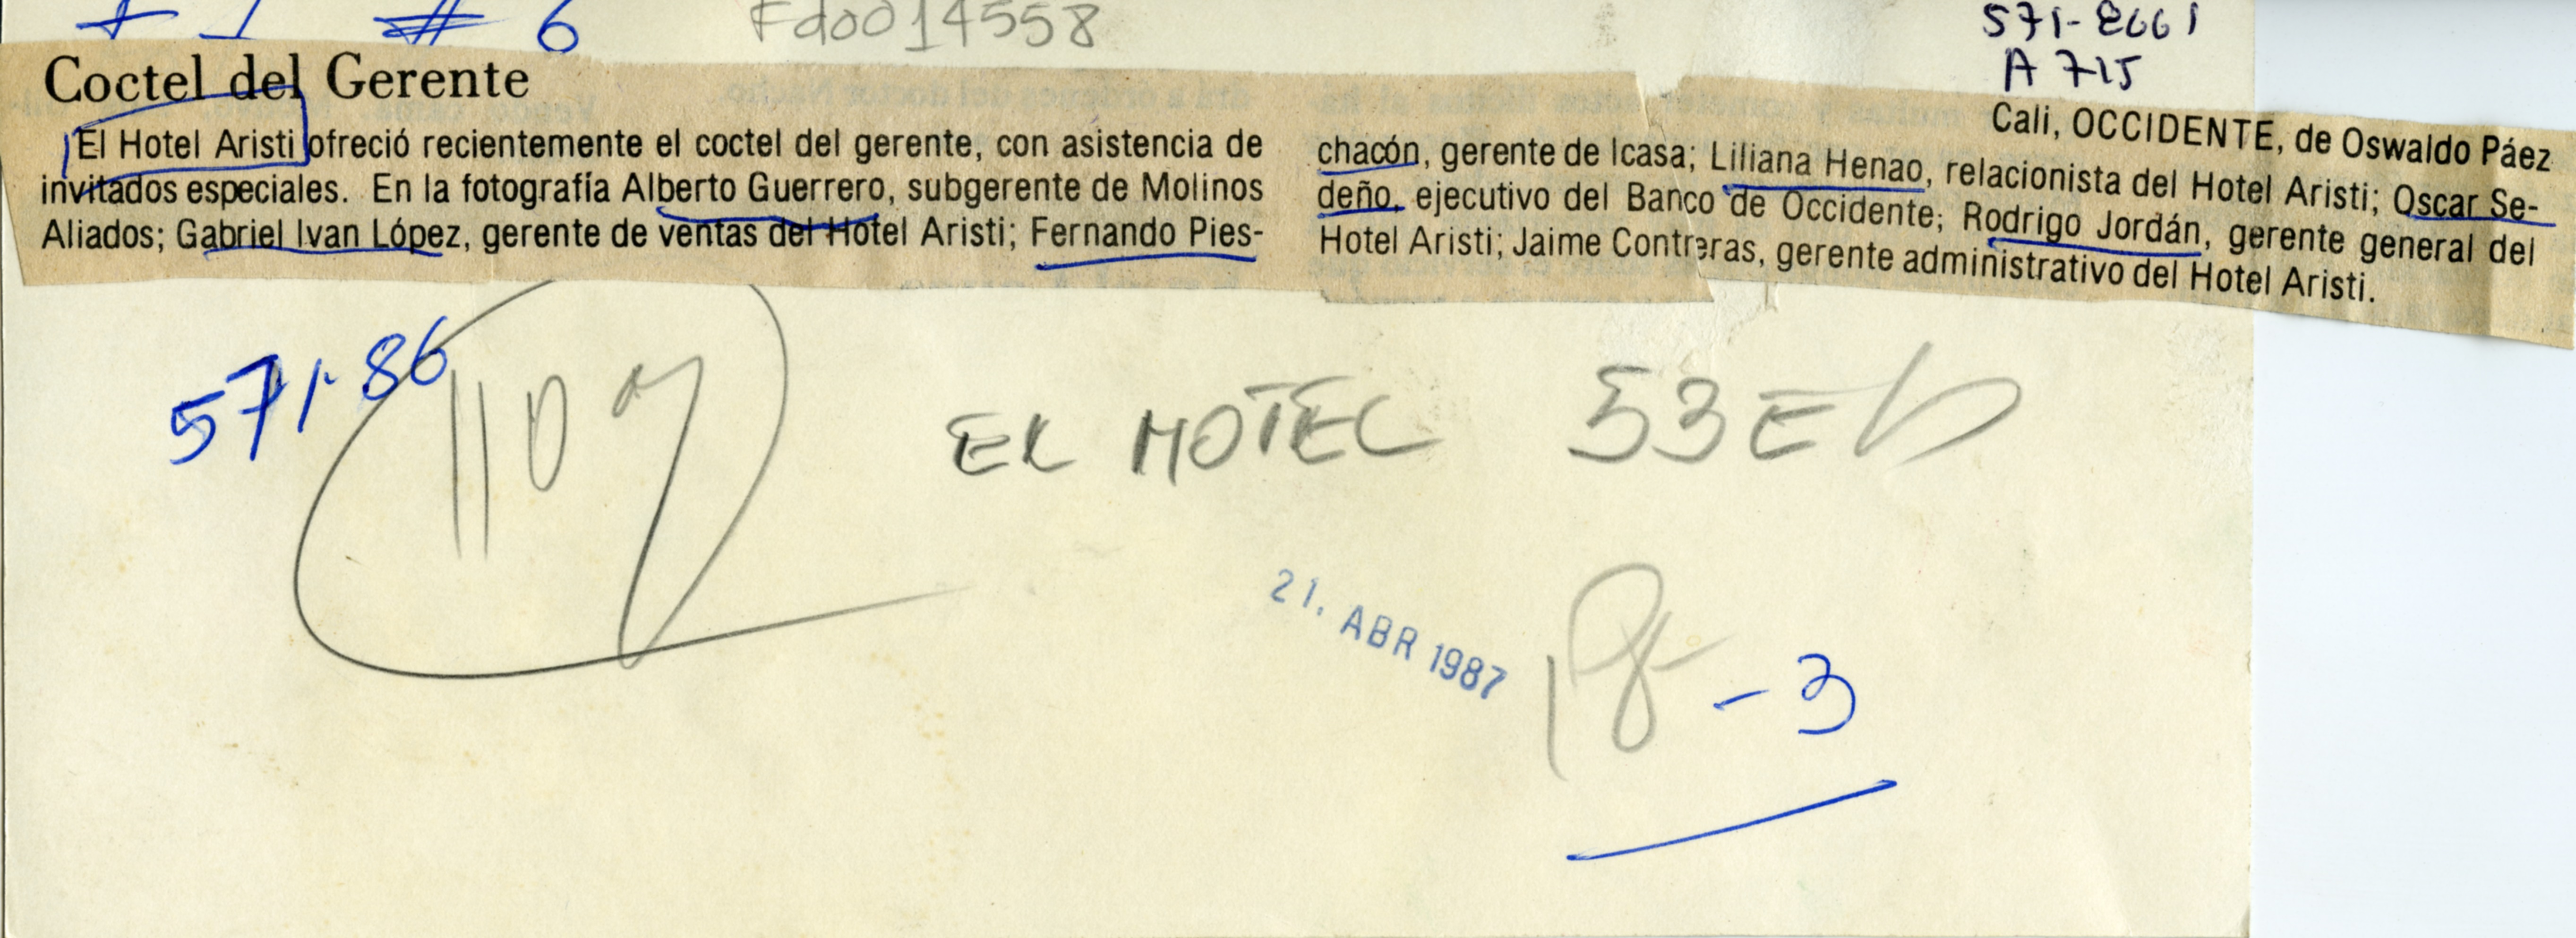 F 1 # 6
Fdo014558
571-8661
A 715
Coctel del Gerente
El Hotel Aristi ofreció recientemente el coctel del gerente, con asistencia de
invitados especiales. En la fotografía Alberto Guerrero, subgerente de Molinos
Aliados; Gabriel Ivan López, gerente de ventas del Hotel Aristi; Fernando Pies-
Cali, OCCIDENTE, de Oswaldo Páez
chacón, gerente de Icasa; Liliana Henao, relacionista del Hotel Aristi; Oscar Se-
deño, ejecutivo del Banco de Occidente; Rodrigo Jordán, gerente general del
Hotel Aristi; Jaime Contreras, gerente administrativo del Hotel Aristi.
571-86
1107
EL HOTEL 53E
21. ABR 1987
18 - 3